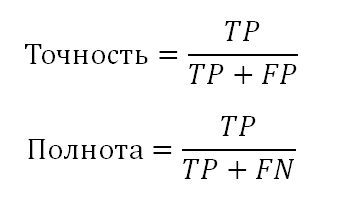 Точность = TP / (TP + FP)
Полнота = TP / (TP + FN)